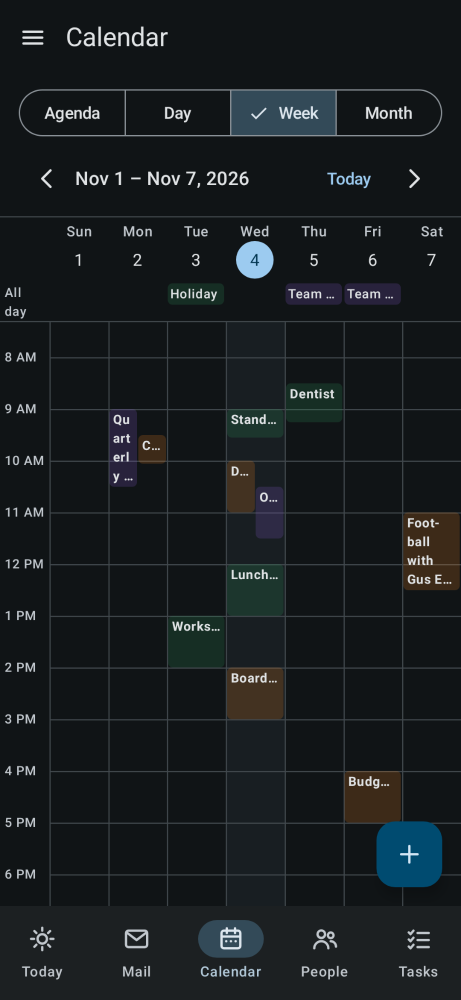 Calendar
Agenda
Day
Week
Month
Nov 1 – Nov 7, 2026
Today
Sun Mon Tue Wed Thu Fri Sat
1 2 3 4 5 6 7
All
day
Holiday
Team ...
Team ...
8 AM
Dentist
9 AM
Qu
art
erl
y ...
C...
Stand...
10 AM
D...
O...
11 AM
Foot-
ball
with
Gus E...
12 PM
Lunch...
1 PM
Works...
2 PM
Board...
3 PM
4 PM
Budg...
5 PM
6 PM
Today
Mail
Calendar
People
Tasks